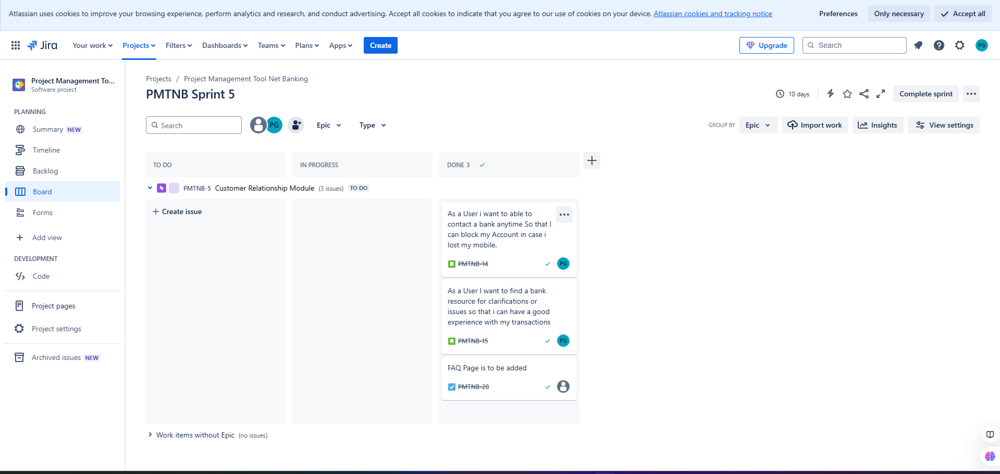 Atlassian uses cookies to improve your browsing experience, perform analytics and research, and conduct advertising. Accept all cookies to indicate that you agree to our use of cookies on your device. Atlassian cookies and tracking notice
Preferences
Only necessary
Accept all
Jira
Your work
Projects
Filters
Dashboards
Teams
Plans
Apps
Create
Upgrade
Search
PG
Project Management To...
Software project
PLANNING
Summary NEW
Timeline
Backlog
Board
Forms
Add view
DEVELOPMENT
Code
Project pages
Project settings
Archived issues NEW
Projects / Project Management Tool Net Banking
PMTNB Sprint 5
10 days
Complete sprint
Search
PG
Epic
Type
GROUP BY
Epic
Import work
Insights
View settings
TO DO
IN PROGRESS
DONE 3
PMTNB-5 Customer Relationship Module (3 issues) TO DO
Create issue
As a User i want to able to
contact a bank anytime So that I
can block my Account in case i
lost my mobile.
PMTNB-14
PG
As a User I want to find a bank
resource for clarifications or
issues so that i can have a good
experience with my transactions
PMTNB-15
PG
FAQ Page is to be added
PMTNB-20
Work items without Epic (no issues)